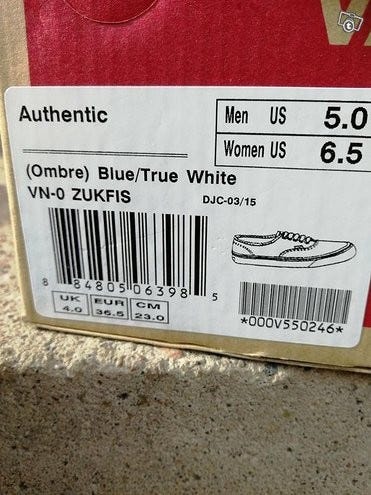 Authentic
Men US 5.0
Women US 6.5
(Ombre) Blue/True White
VN-0 ZUKFIS
DJC-03/15
8 84805 06398 5
UK EUR CM
4.0 36.5 23.0
*000V550246*